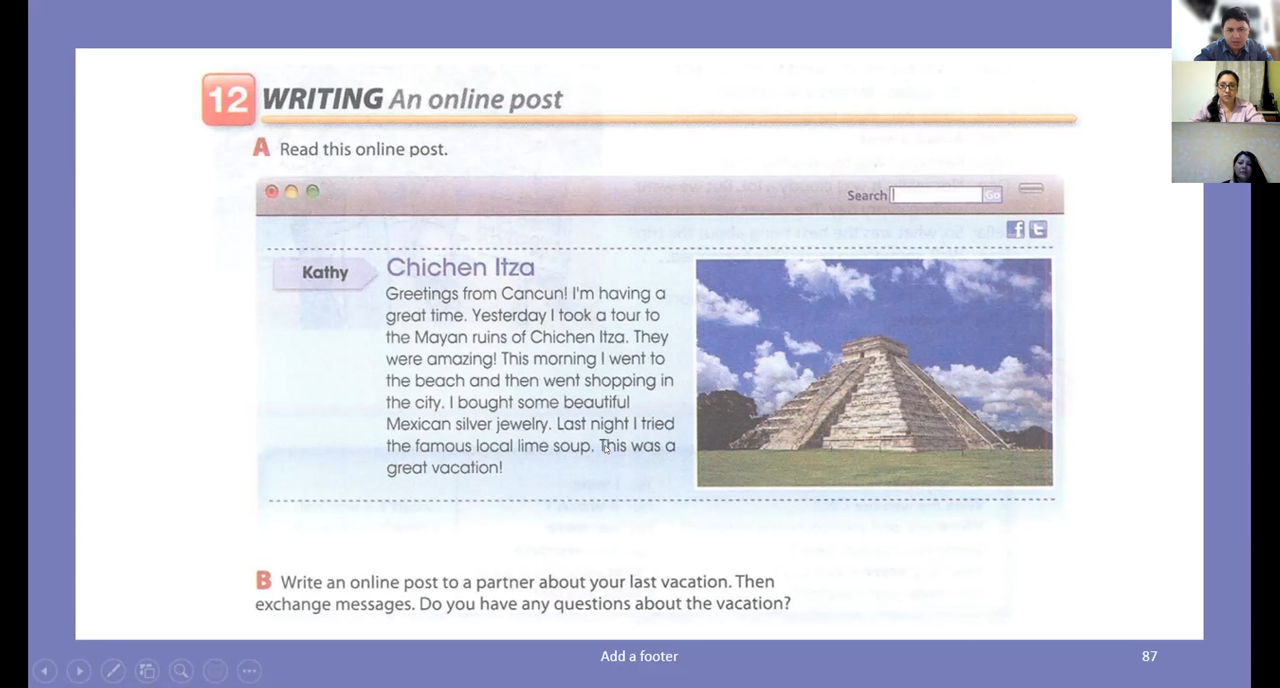 12 WRITING An online post
A Read this online post.
Search
Go
f t
Kathy
Chichen Itza
Greetings from Cancun! I'm having a
great time. Yesterday I took a tour to
the Mayan ruins of Chichen Itza. They
were amazing! This morning I went to
the beach and then went shopping in
the city. I bought some beautiful
Mexican silver jewelry. Last night I tried
the famous local lime soup. This was a
great vacation!
B Write an online post to a partner about your last vacation. Then
exchange messages. Do you have any questions about the vacation?
Add a footer
87